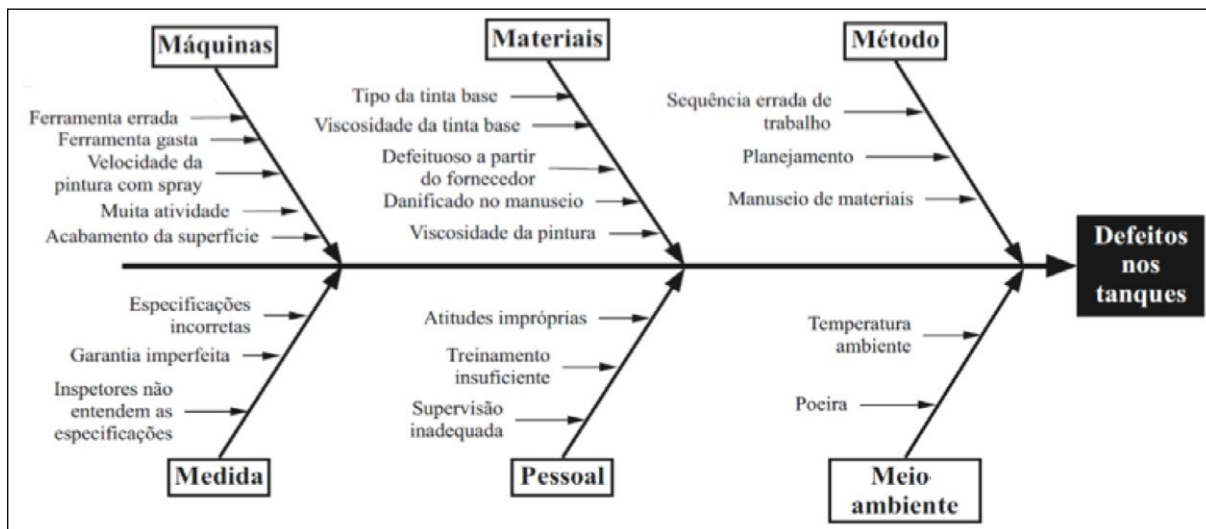 Máquinas
Ferramenta errada
Ferramenta gasta
Velocidade da
pintura com spray
Muita atividade
Acabamento da superfície
Materiais
Tipo da tinta base
Viscosidade da tinta base
Defeituoso a partir
do fornecedor
Danificado no manuseio
Viscosidade da pintura
Método
Sequência errada de
trabalho
Planejamento
Manuseio de materiais
Defeitos
nos
tanques
Especificações
incorretas
Garantia imperfeita
Inspetores não
entendem as
especificações
Medida
Atitudes impróprias
Treinamento
insuficiente
Supervisão
inadequada
Pessoal
Temperatura
ambiente
Poeira
Meio
ambiente